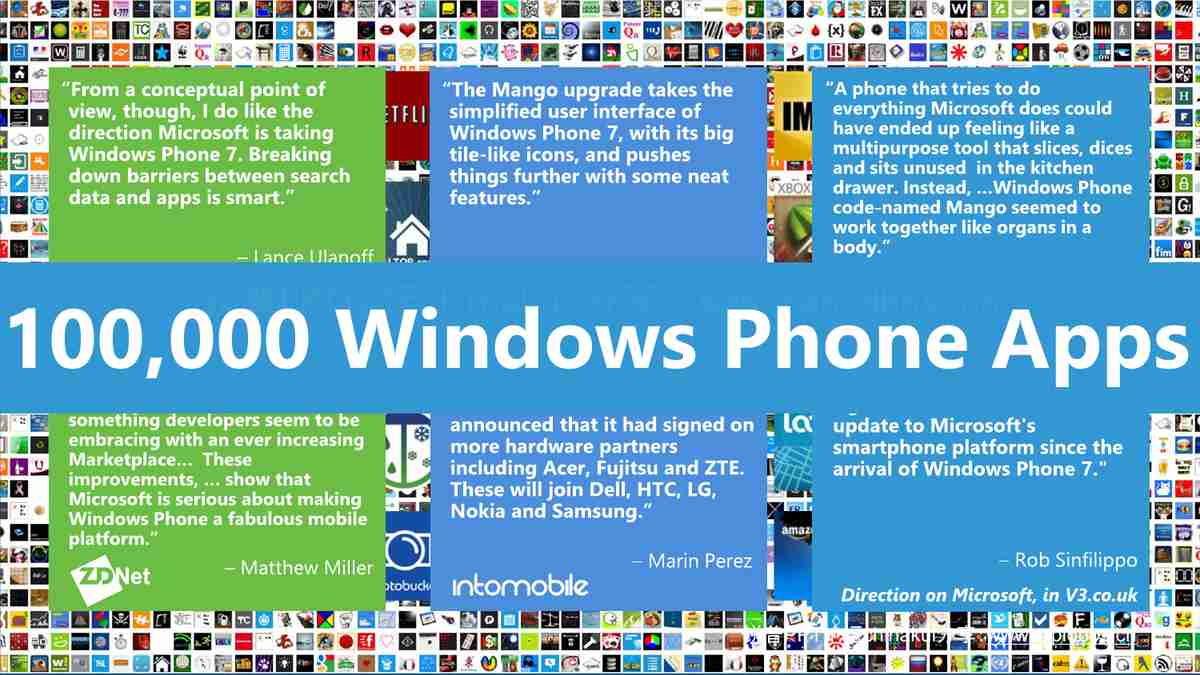 “From a conceptual point of
view, though, I do like the
direction Microsoft is taking
Windows Phone 7. Breaking
down barriers between search
data and apps is smart.”
– Lance Ulanoff
“The Mango upgrade takes the
simplified user interface of
Windows Phone 7, with its big
tile-like icons, and pushes
things further with some neat
features.”
“A phone that tries to do
everything Microsoft does could
have ended up feeling like a
multipurpose tool that slices, dices
and sits unused in the kitchen
drawer. Instead, ...Windows Phone
code-named Mango seemed to
work together like organs in a
body.”
XBOX
100,000 Windows Phone Apps
something developers seem to be
embracing with an ever increasing
Marketplace... These
improvements, ... show that
Microsoft is serious about making
Windows Phone a fabulous mobile
platform.”
– Matthew Miller
ZDNet
announced that it had signed on
more hardware partners
including Acer, Fujitsu and ZTE.
These will join Dell, HTC, LG,
Nokia and Samsung.”
– Marin Perez
intomobile
update to Microsoft's
smartphone platform since the
arrival of Windows Phone 7."
– Rob Sinfilippo
Direction on Microsoft, in V3.co.uk